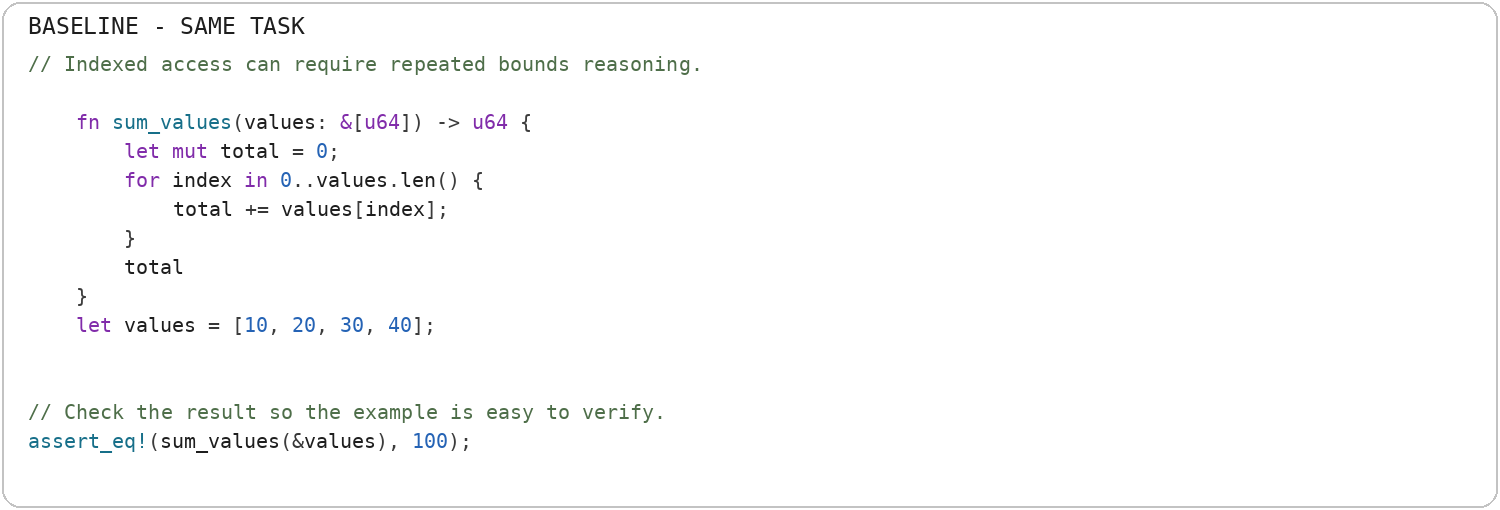 BASELINE - SAME TASK
// Indexed access can require repeated bounds reasoning.
    fn sum_values(values: &[u64]) -> u64 {
        let mut total = 0;
        for index in 0..values.len() {
            total += values[index];
        }
        total
    }
    let values = [10, 20, 30, 40];
// Check the result so the example is easy to verify.
assert_eq!(sum_values(&values), 100);